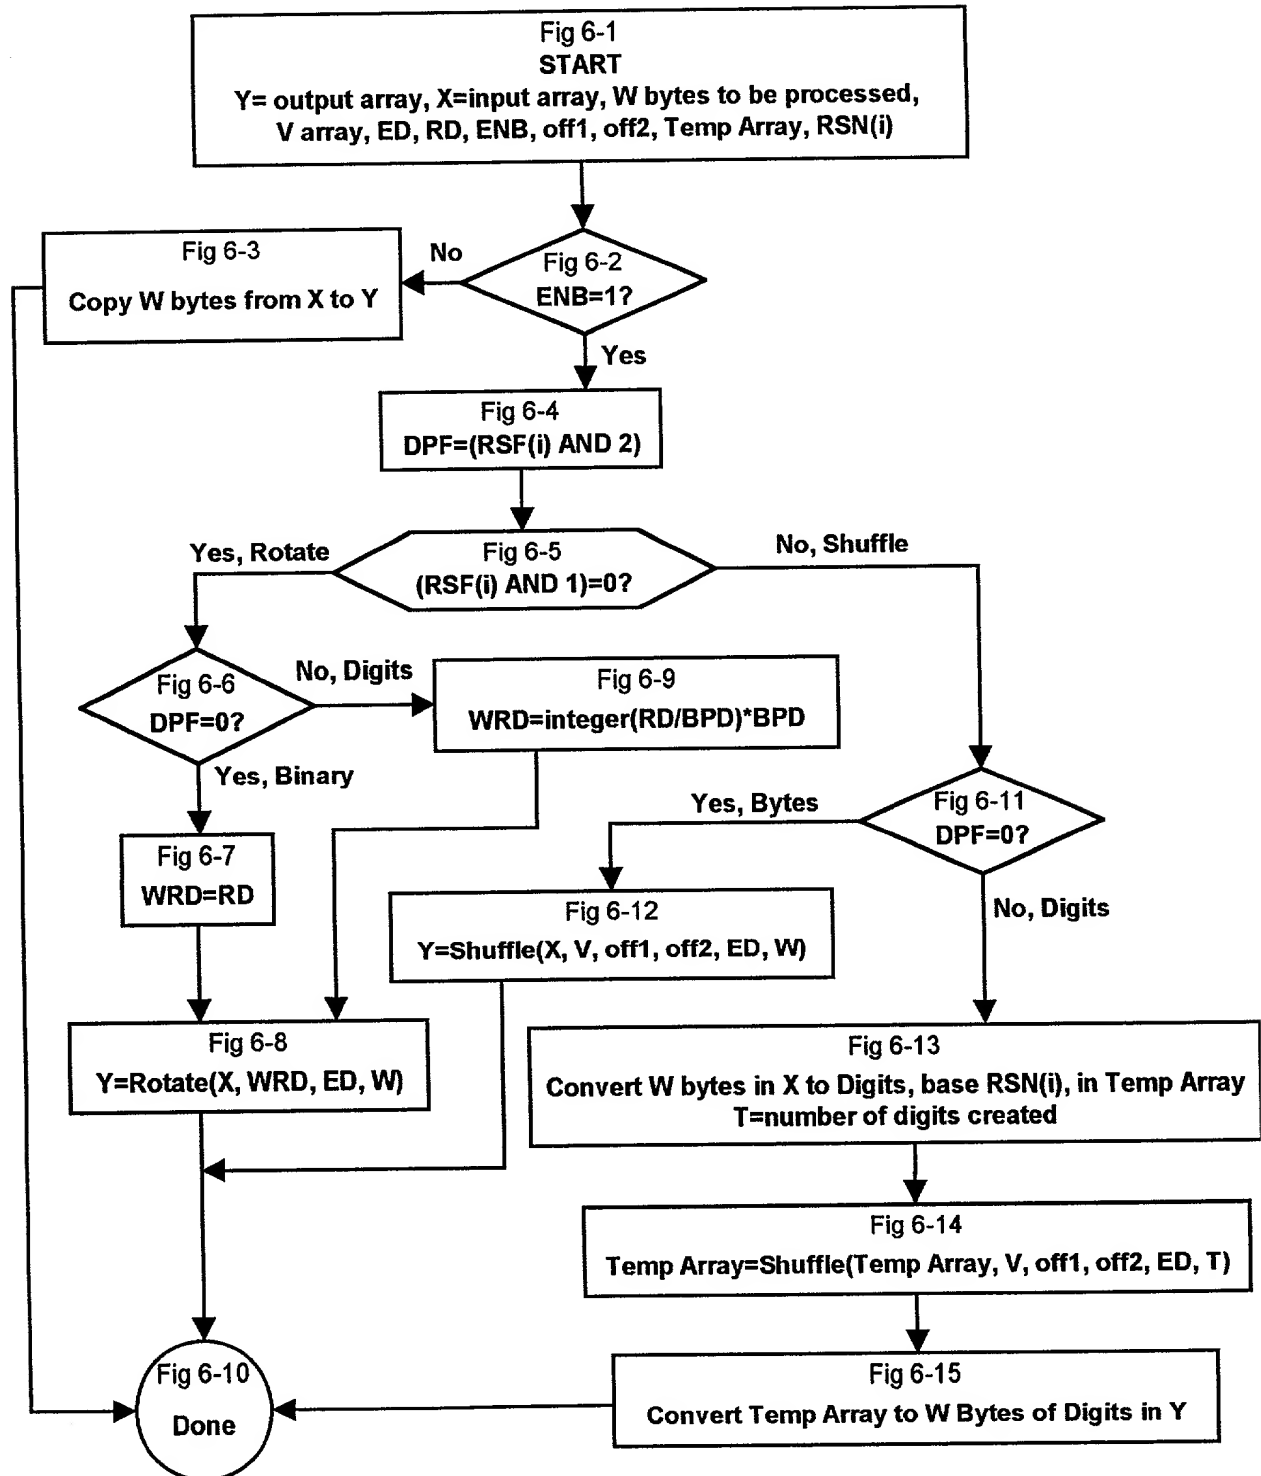 Fig 6-1
START
Y= output array, X=input array, W bytes to be processed,
V array, ED, RD, ENB, off1, off2, Temp Array, RSN(i)
Fig 6-3
Copy W bytes from X to Y
No
Fig 6-2
ENB=1?
Yes
Fig 6-4
DPF=(RSF(i) AND 2)
Yes, Rotate
Fig 6-5
(RSF(i) AND 1)=0?
No, Shuffle
Fig 6-6
DPF=0?
No, Digits
Fig 6-9
WRD=integer(RD/BPD)*BPD
Yes, Binary
Yes, Bytes
Fig 6-11
DPF=0?
Fig 6-7
WRD=RD
Fig 6-12
Y=Shuffle(X, V, off1, off2, ED, W)
No, Digits
Fig 6-8
Y=Rotate(X, WRD, ED, W)
Fig 6-13
Convert W bytes in X to Digits, base RSN(i), in Temp Array
T=number of digits created
Fig 6-14
Temp Array=Shuffle(Temp Array, V, off1, off2, ED, T)
Fig 6-10
Done
Fig 6-15
Convert Temp Array to W Bytes of Digits in Y